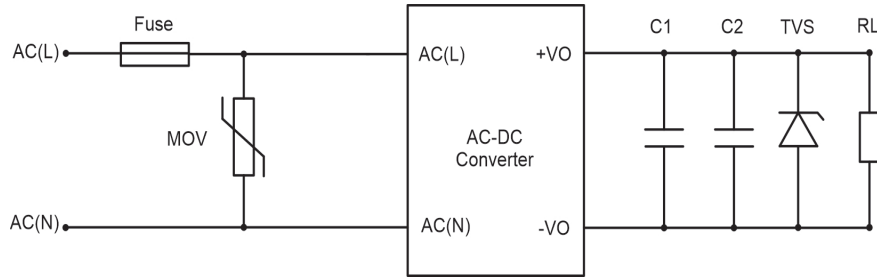 Fuse
C1 C2 TVS RL
AC(L)
AC(L)
+VO
MOV
AC-DC
Converter
AC(N)
AC(N)
-VO